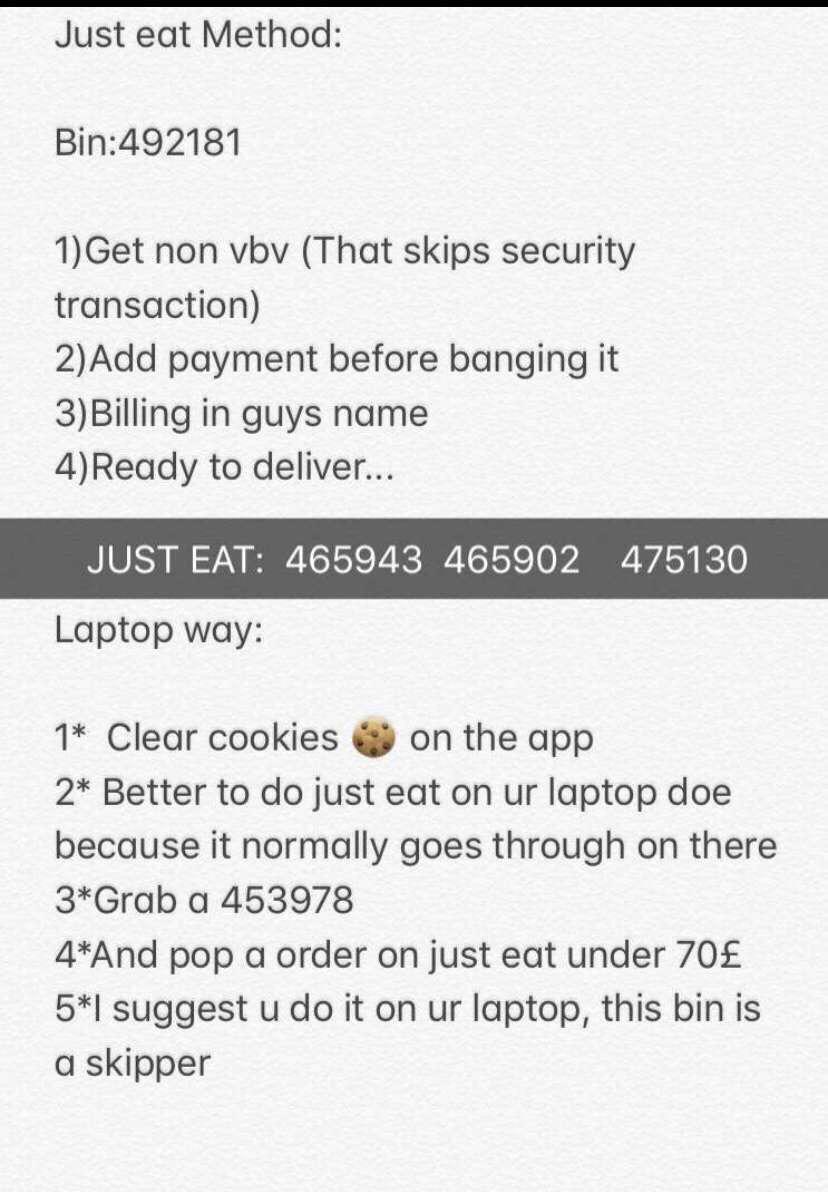 Just eat Method:
Bin:492181
1)Get non vbv (That skips security
transaction)
2)Add payment before banging it
3)Billing in guys name
4)Ready to deliver...
JUST EAT: 465943 465902 475130
Laptop way:
1* Clear cookies 🍪 on the app
2* Better to do just eat on ur laptop doe
because it normally goes through on there
3*Grab a 453978
4*And pop a order on just eat under 70£
5*I suggest u do it on ur laptop, this bin is
a skipper